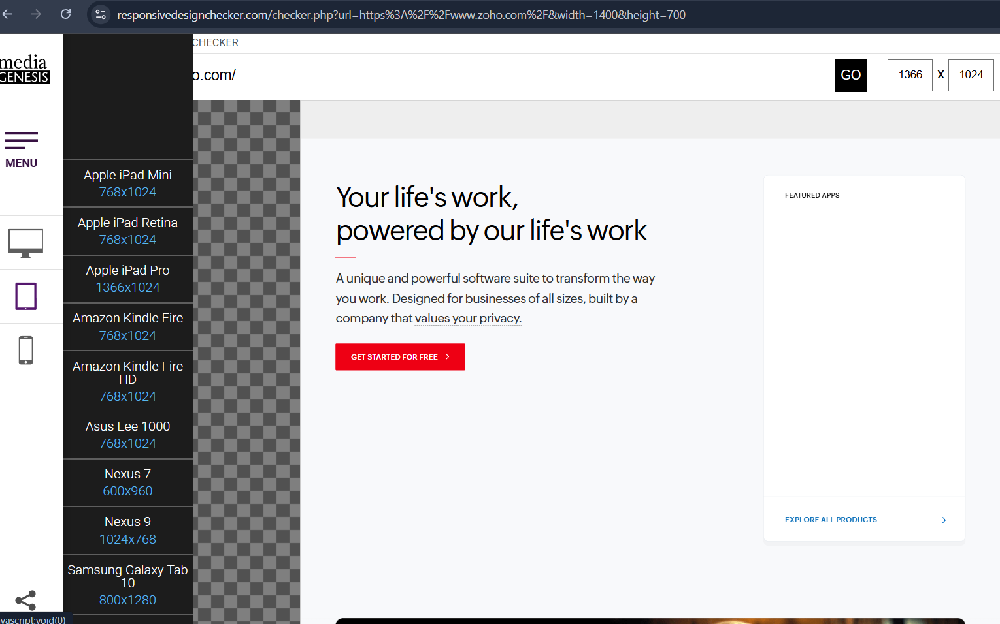 responsivedesignchecker.com/checker.php?url=https%3A%2F%2Fwww.zoho.com%2F&width=1400&height=700
media
GENESIS
CHECKER
o.com/
GO
1366 X 1024
MENU
Apple iPad Mini
768x1024
Apple iPad Retina
768x1024
Apple iPad Pro
1366x1024
Amazon Kindle Fire
768x1024
Amazon Kindle Fire
HD
768x1024
Asus Eee 1000
768x1024
Nexus 7
600x960
Nexus 9
1024x768
Samsung Galaxy Tab
10
800x1280
Your life's work,
powered by our life's work
A unique and powerful software suite to transform the way
you work. Designed for businesses of all sizes, built by a
company that values your privacy.
GET STARTED FOR FREE
FEATURED APPS
EXPLORE ALL PRODUCTS
vascript:void(0)